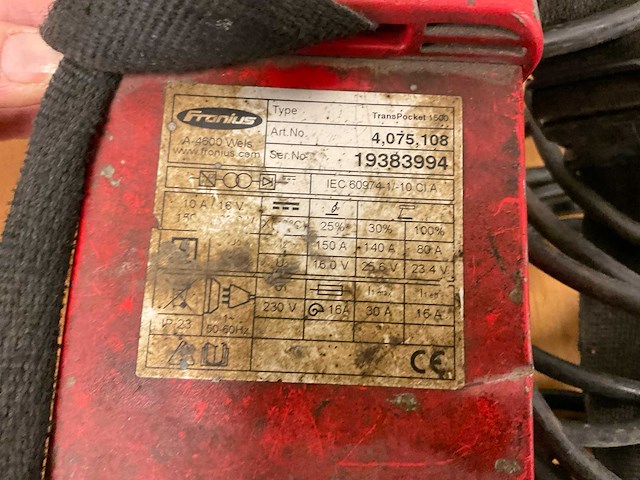 Fronius
A-4600 Wels
www.fronius.com
Type TransPocket 1500
Art.No. 4,075,108
Ser.No. 19383994
IEC 60974-1/-10 Cl.A
10 A / 16 V
25% 30% 100%
150 A 140 A 80 A
16.0 V 25.6 V 23.4 V
230 V 16A 30 A 16 A
IP 23
1~
50-60Hz
CE